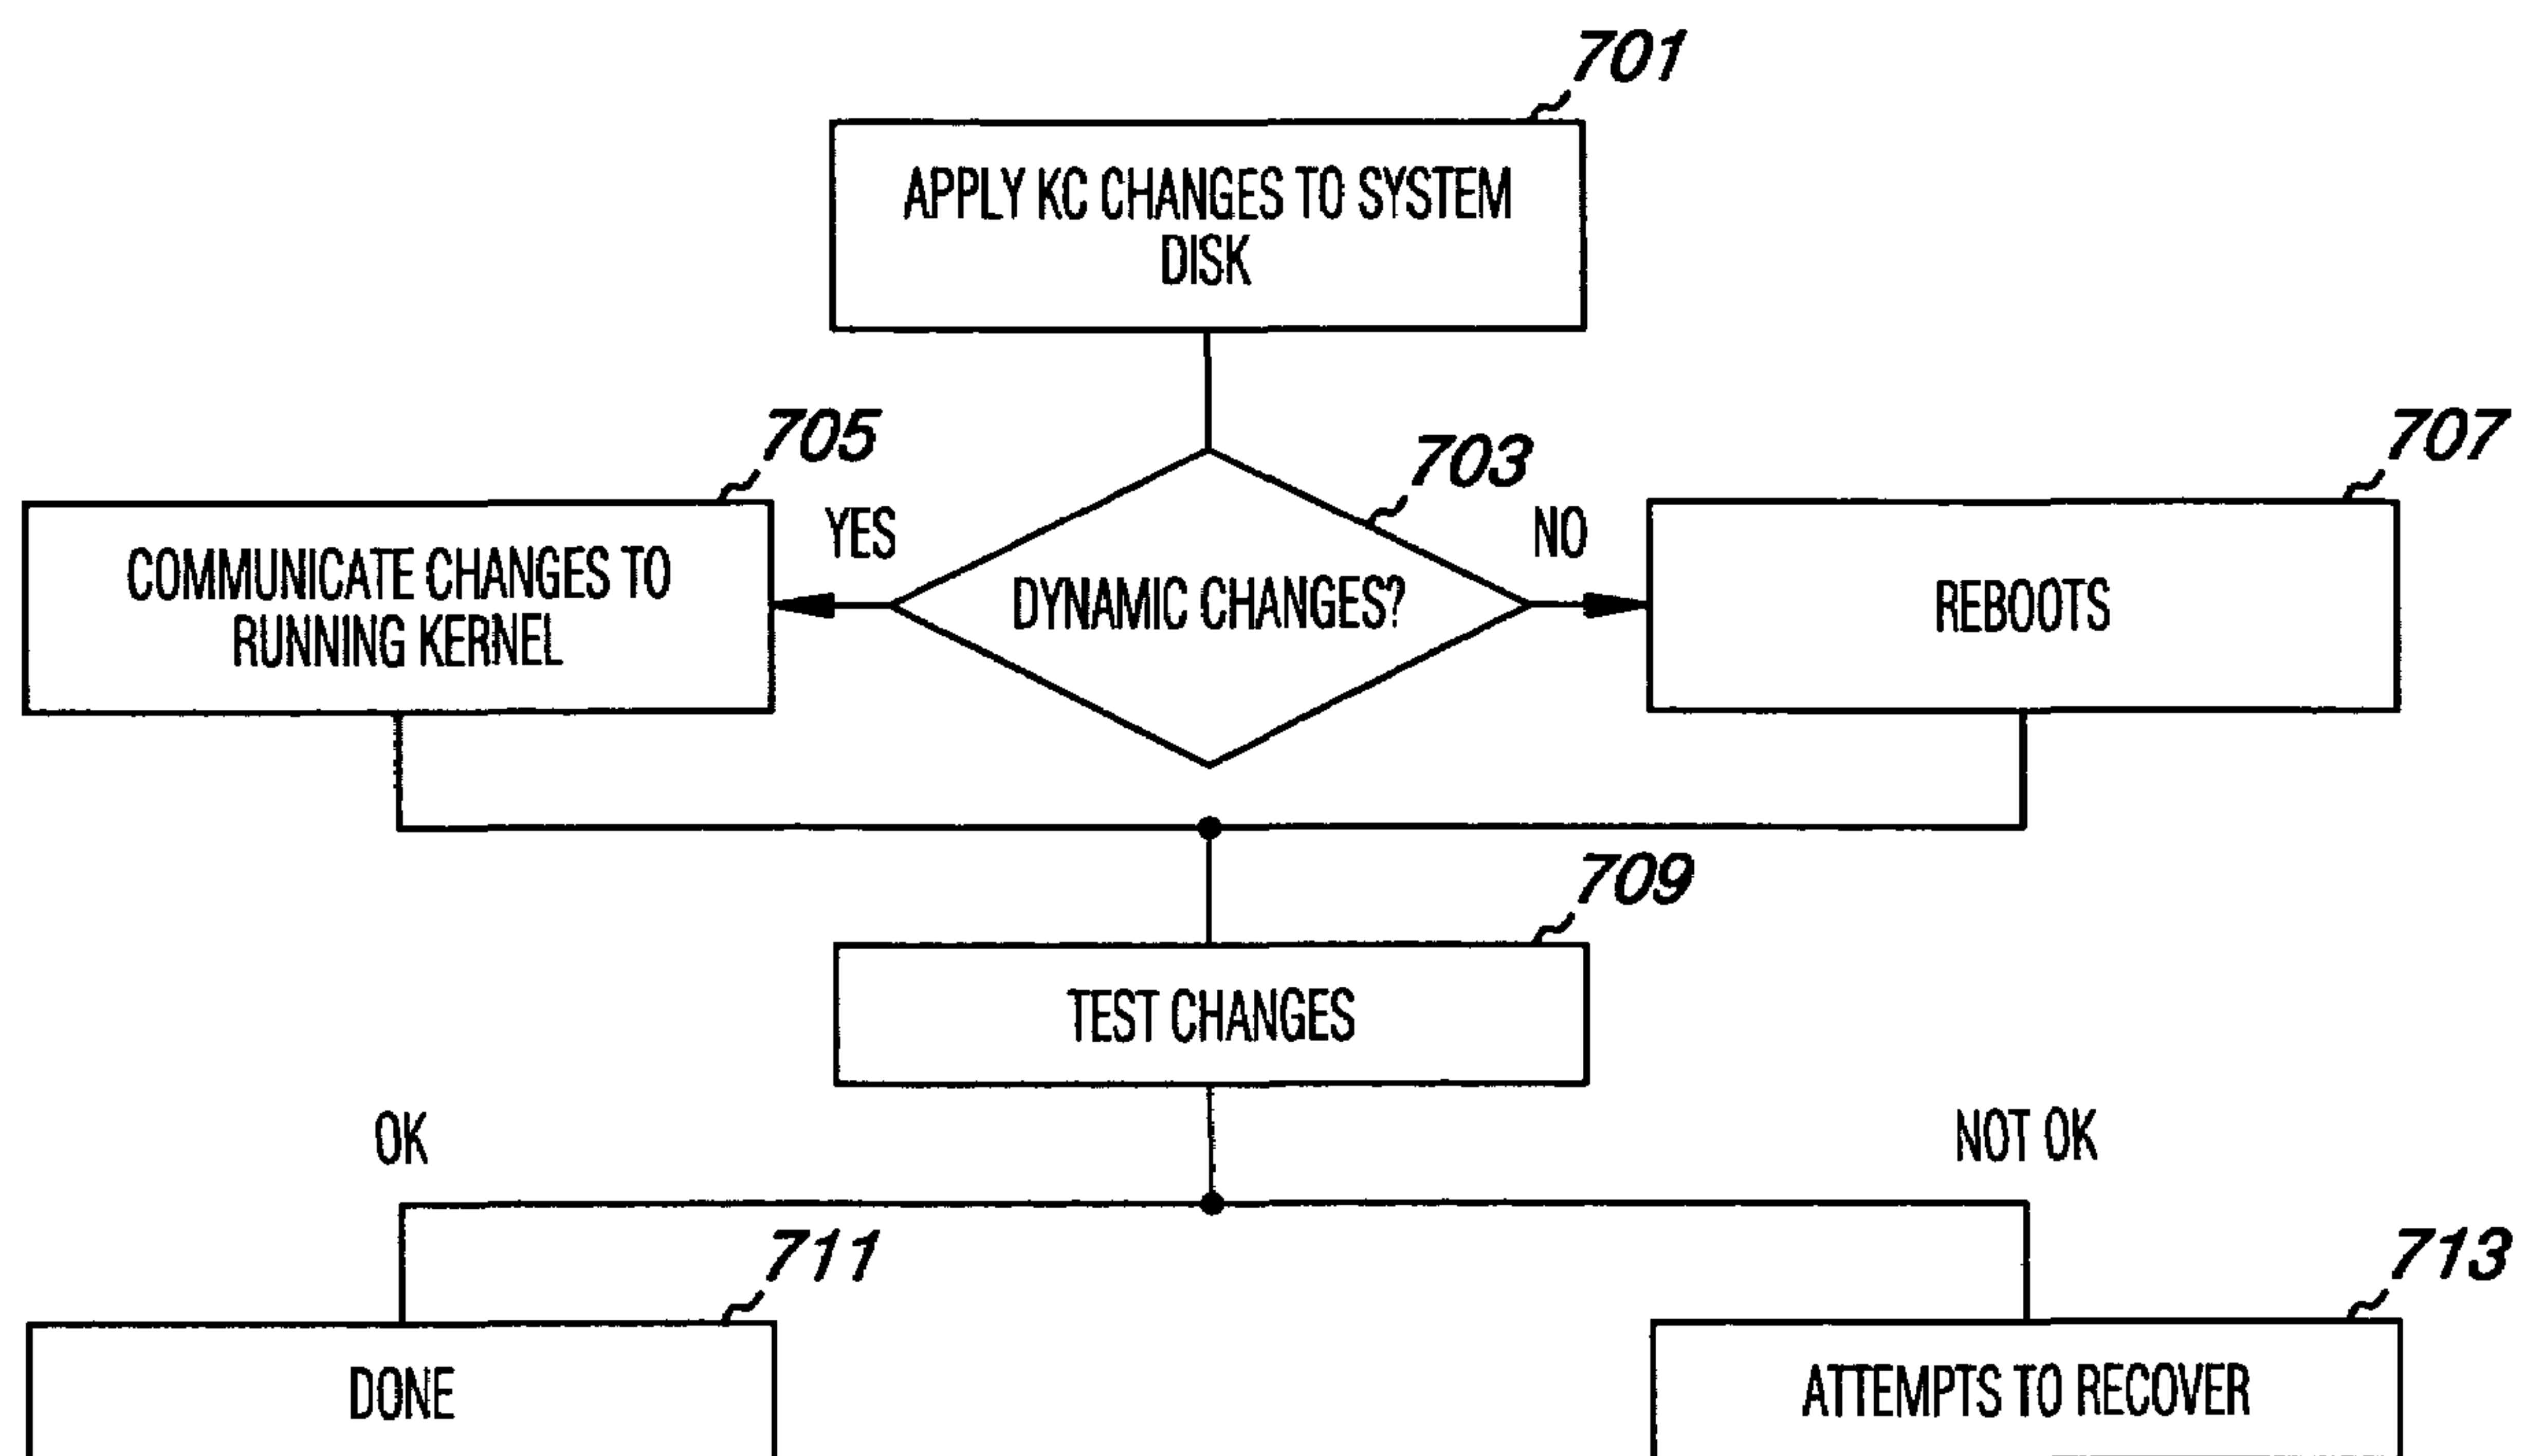 701
APPLY KC CHANGES TO SYSTEM
DISK
705
703
707
YES
NO
COMMUNICATE CHANGES TO
RUNNING KERNEL
DYNAMIC CHANGES?
REBOOTS
709
TEST CHANGES
OK
NOT OK
711
713
DONE
ATTEMPTS TO RECOVER